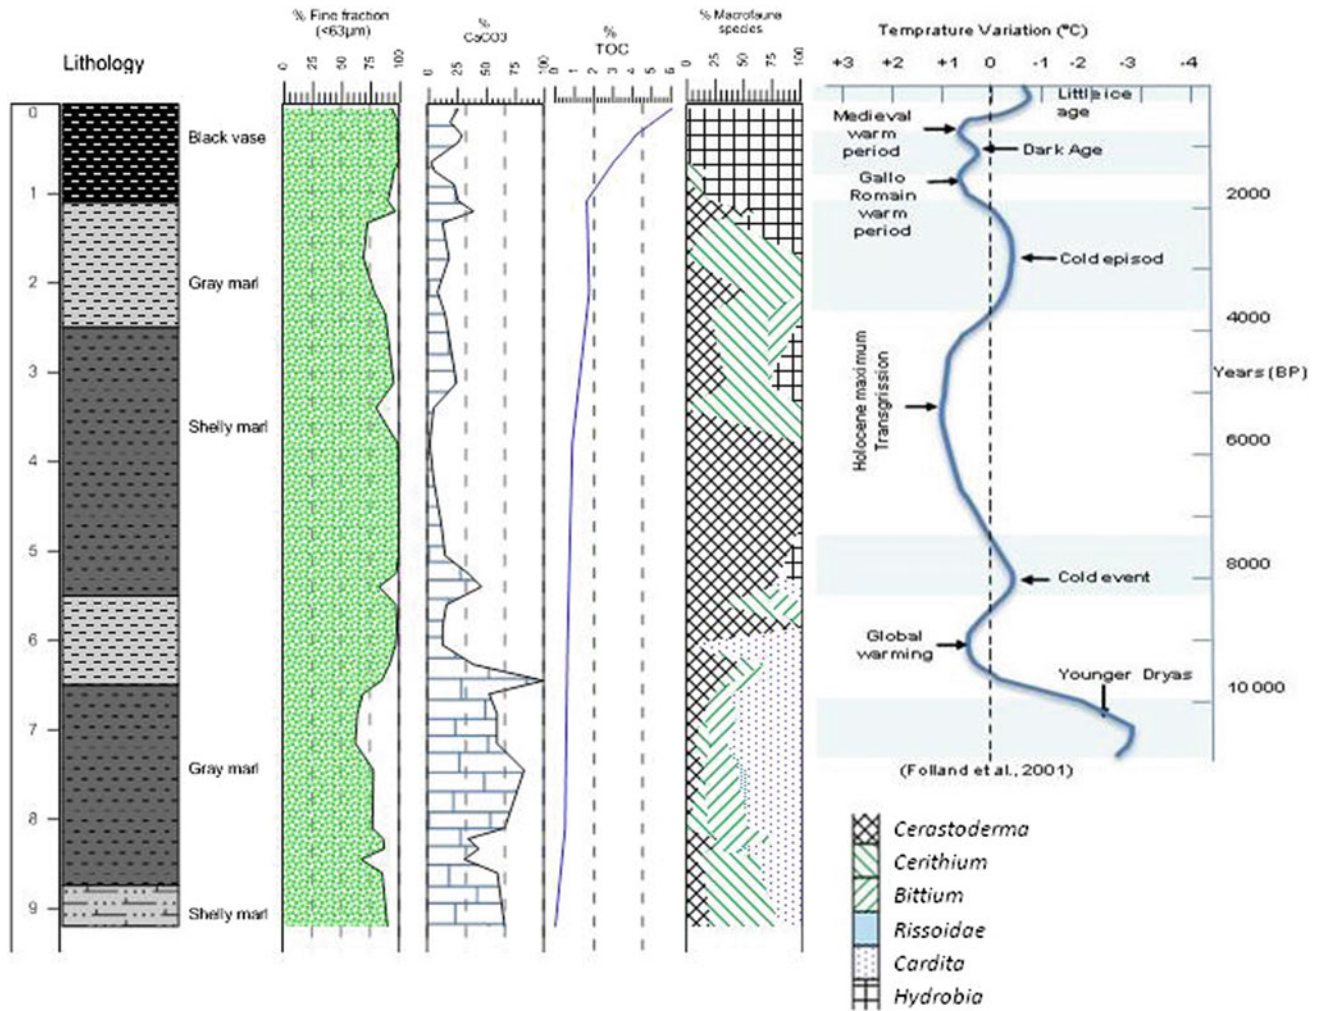 % Fine fraction
(<63µm)
%
CaCO3
%
TOC
% Macrofauna
species
Temprature Variation (°C)
Lithology
0 25 50 75 100
0 25 50 75 100
0 1 2 3 4 5 6
0 25 50 75 100
+3 +2 +1 0 -1 -2 -3 -4
0
1
2
3
4
5
6
7
8
9
Black vase
Gray marl
Shelly marl
Gray marl
Shelly marl
Little ice
age
Medieval
warm
period
Dark Age
Gallo
Romain
warm
period
2000
Cold episod
4000
Years (BP)
Holocene maximum
Transgrission
6000
8000
Cold event
Global
warming
Younger Dryas
10 000
(Folland et al., 2001)
Cerastoderma
Cerithium
Bittium
Rissoidae
Cardita
Hydrobia